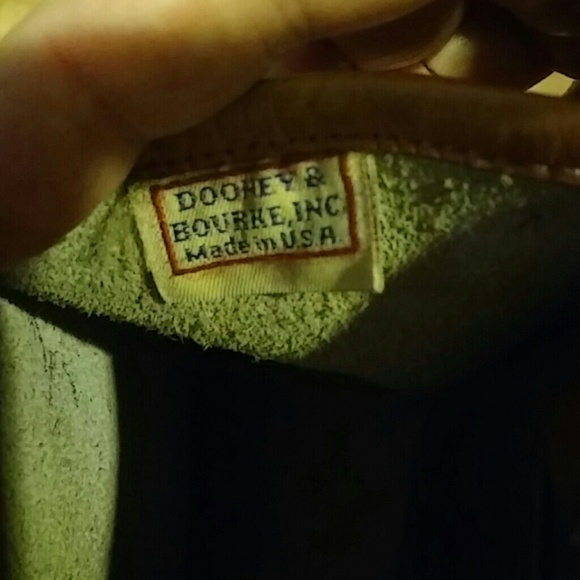 DOONEY &
BOURKE, INC.
Made in U.S.A.